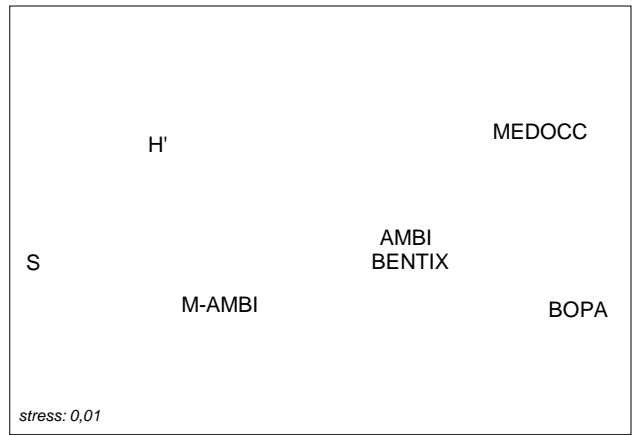 MEDOCC
H'
AMBI
S
BENTIX
M-AMBI
BOPA
stress: 0,01